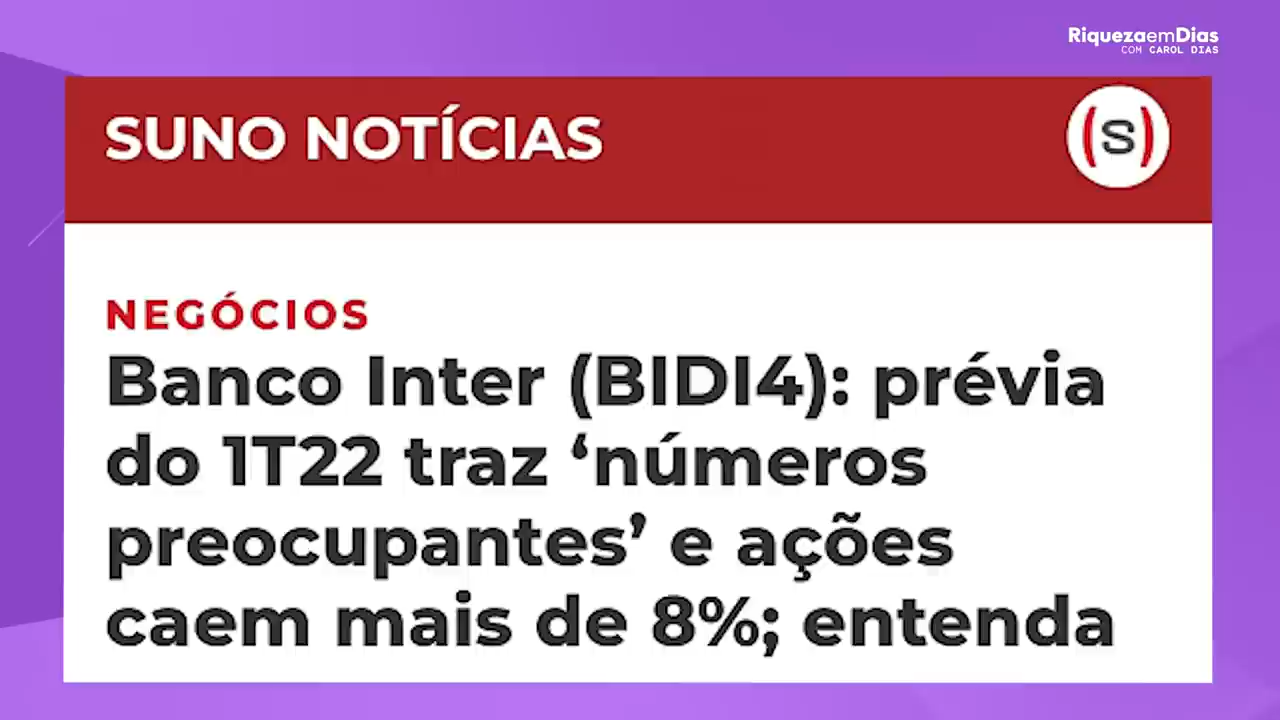 RiquezaemDias
COM CAROL DIAS
SUNO NOTÍCIAS
(S)
NEGÓCIOS
Banco Inter (BIDI4): prévia
do 1T22 traz ‘números
preocupantes’ e ações
caem mais de 8%; entenda